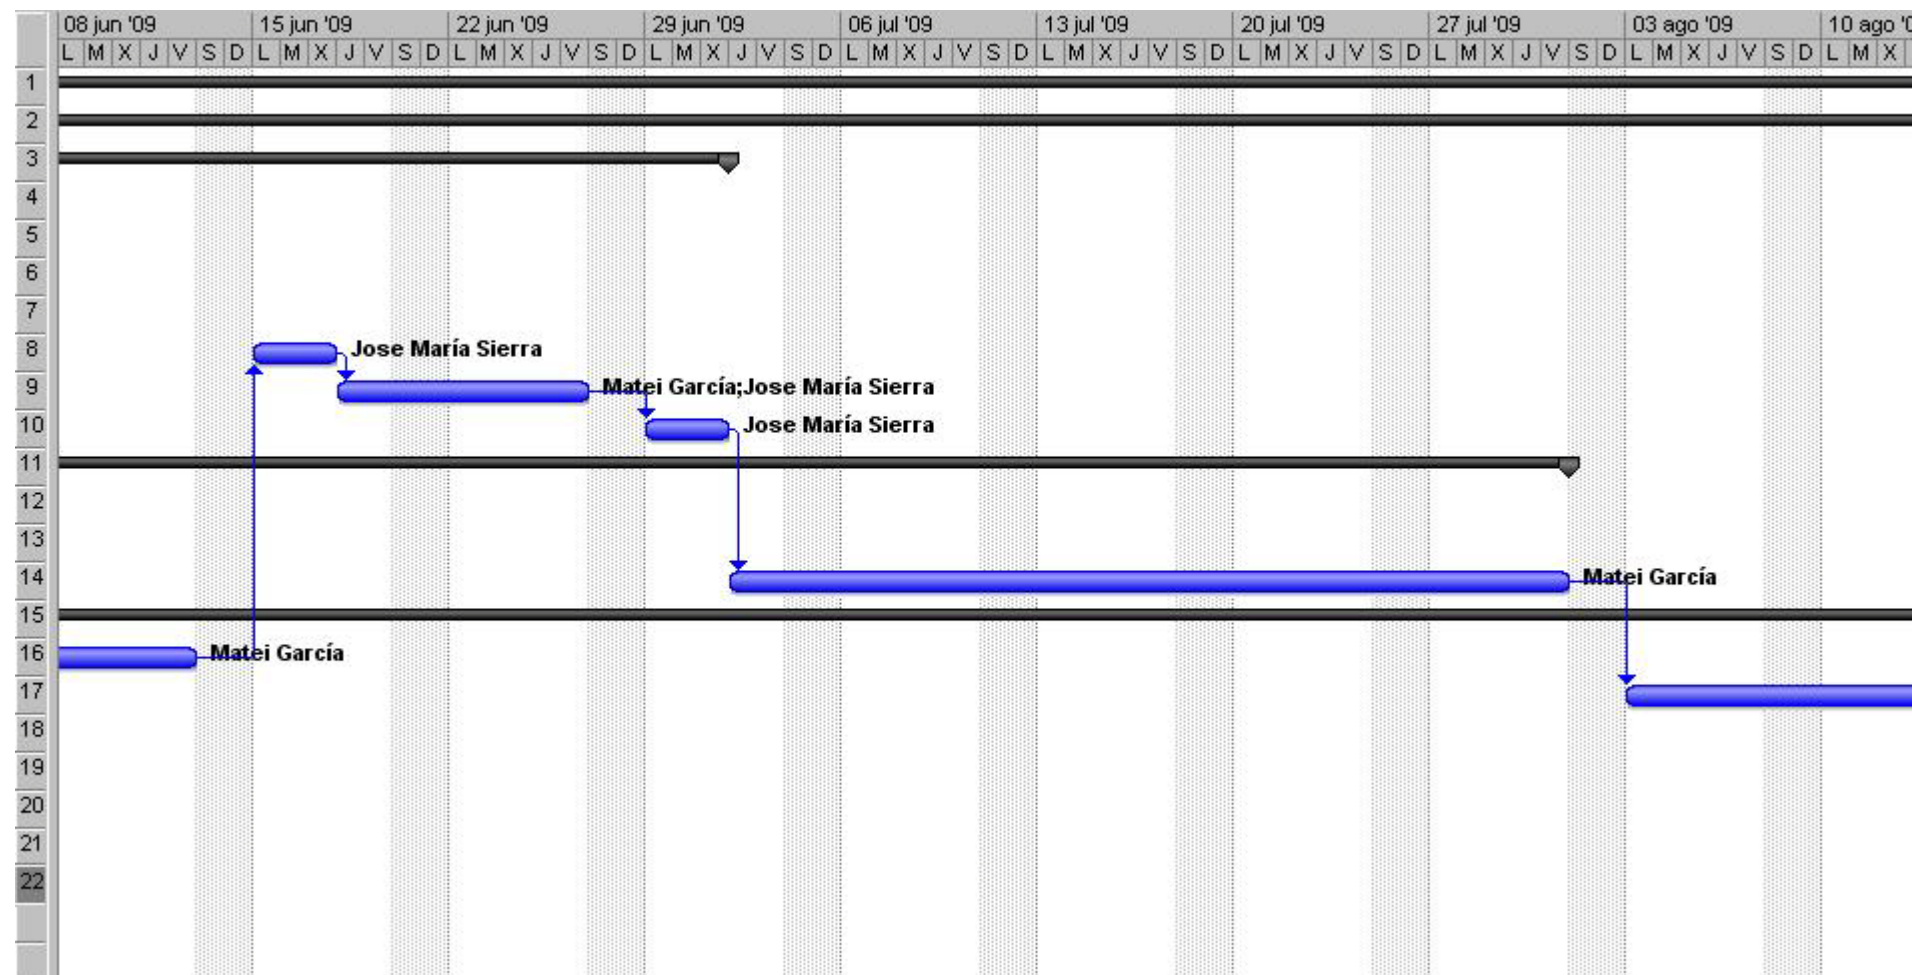 08 jun '09 15 jun '09 22 jun '09 29 jun '09 06 jul '09 13 jul '09 20 jul '09 27 jul '09 03 ago '09 10 ago
L M X J V S D L M X J V S D L M X J V S D L M X J V S D L M X J V S D L M X J V S D L M X J V S D L M X J V S D L M X J V S D L M X
1
2
3
4
5
6
7
8 Jose María Sierra
9 Matei García;Jose María Sierra
10 Jose María Sierra
11
12
13
14 Matei García
15
16 Matei García
17
18
19
20
21
22